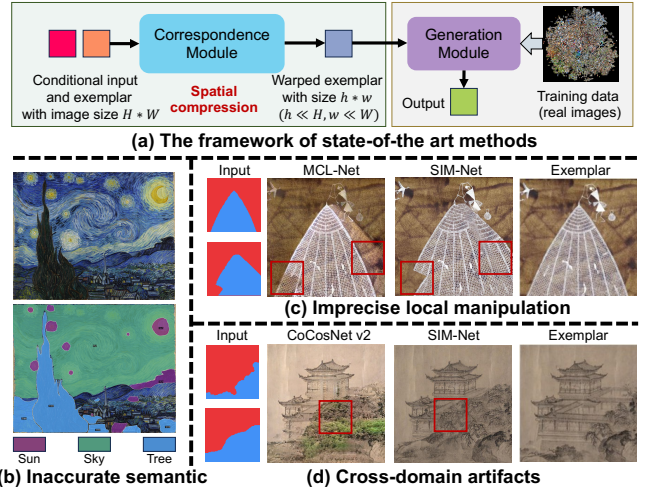 Correspondence
Module
Generation
Module
Conditional input
and exemplar
with image size H * W
Spatial
compression
Warped exemplar
with size h * w
(h ≪ H, w ≪ W)
Output
Training data
(real images)
(a) The framework of state-of-the art methods
Input
MCL-Net
SIM-Net
Exemplar
(c) Imprecise local manipulation
Input
CoCosNet v2
SIM-Net
Exemplar
Sun
Sky
Tree
(b) Inaccurate semantic
(d) Cross-domain artifacts